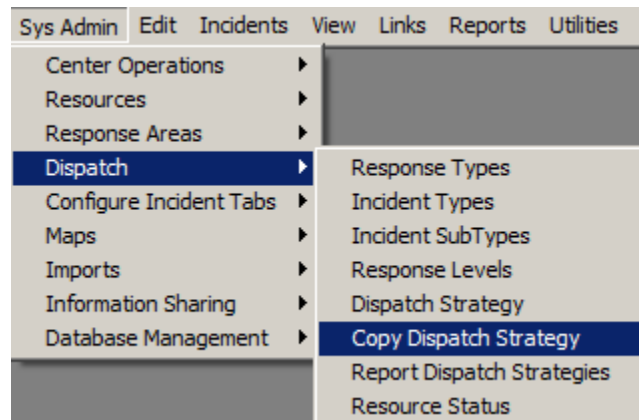 Sys Admin Edit Incidents View Links Reports Utilities
Center Operations
Resources
Response Areas
Dispatch
Configure Incident Tabs
Maps
Imports
Information Sharing
Database Management
Response Types
Incident Types
Incident SubTypes
Response Levels
Dispatch Strategy
Copy Dispatch Strategy
Report Dispatch Strategies
Resource Status